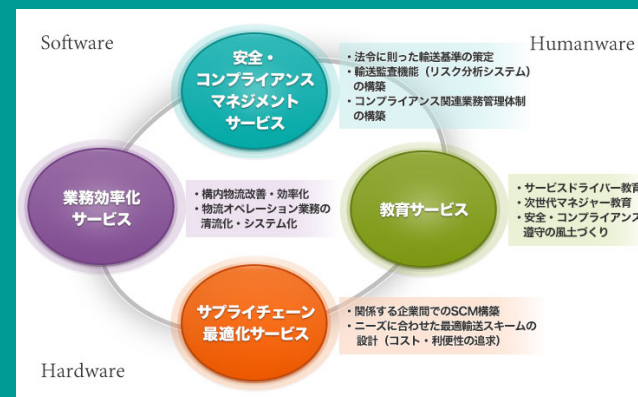 Software
Humanware
安全・
コンプライアンス
マネジメント
サービス
・法令に則った輸送基準の策定
・輸送監査機能（リスク分析システム）
の構築
・コンプライアンス関連業務管理体制
の構築
業務効率化
サービス
・構内物流改善・効率化
・物流オペレーション業務の
清流化・システム化
教育サービス
・サービスドライバー教育
・次世代マネジャー教育
・安全・コンプライアンス
遵守の風土づくり
サプライチェーン
最適化サービス
・関係する企業間でのSCM構築
・ニーズに合わせた最適輸送スキームの
設計（コスト・利便性の追求）
Hardware